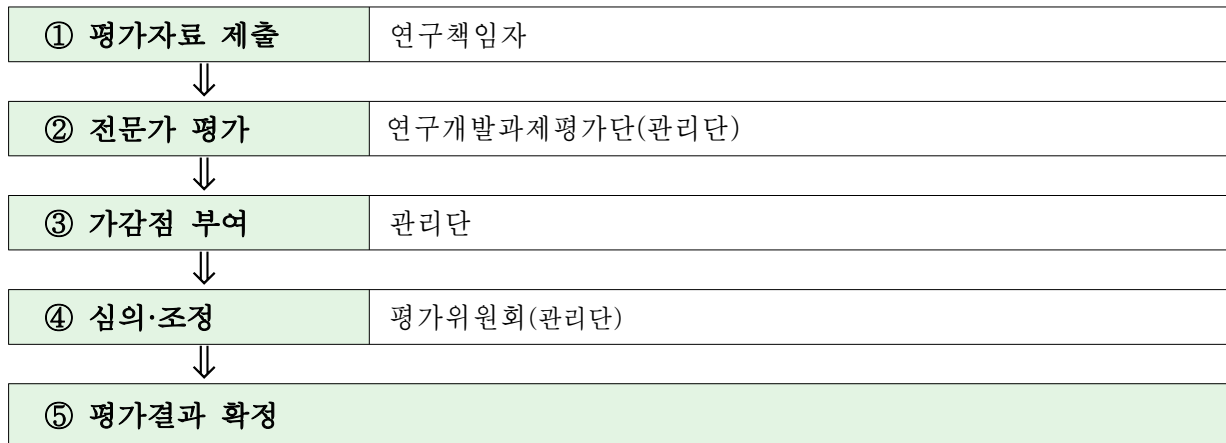 ① 평가자료 제출 연구책임자
⇓
② 전문가 평가 연구개발과제평가단(관리단)
⇓
③ 가감점 부여 관리단
⇓
④ 심의·조정 평가위원회(관리단)
⇓
⑤ 평가결과 확정